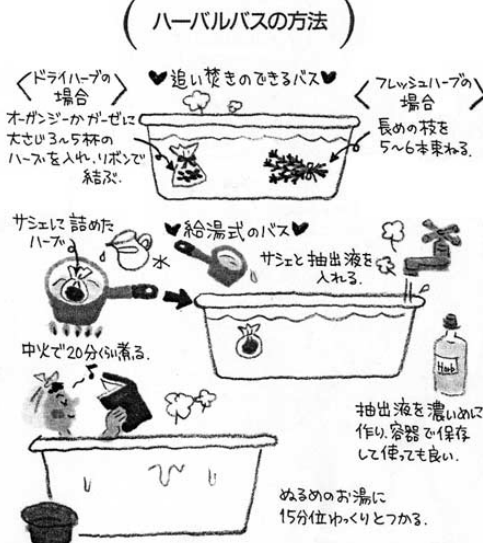 ハーバルバスの方法
♥追い焚きのできるバス♥
〈ドライハーブの
場合〉
オーガンジーかガーゼに
大さじ3〜5杯の
ハーブを入れ、リボンで
結ぶ。
〈フレッシュハーブの
場合〉
長めの枝を
5〜6本束ねる。
♥給湯式のバス♥
サシェに詰めた
ハーブ
水
サシェと抽出液を
入れる。
中火で20分くらい煮る。
Herb
抽出液を濃いめに
作り、容器で保存
して使っても良い。
ぬるめのお湯に
15分位ゆっくりとつかる。